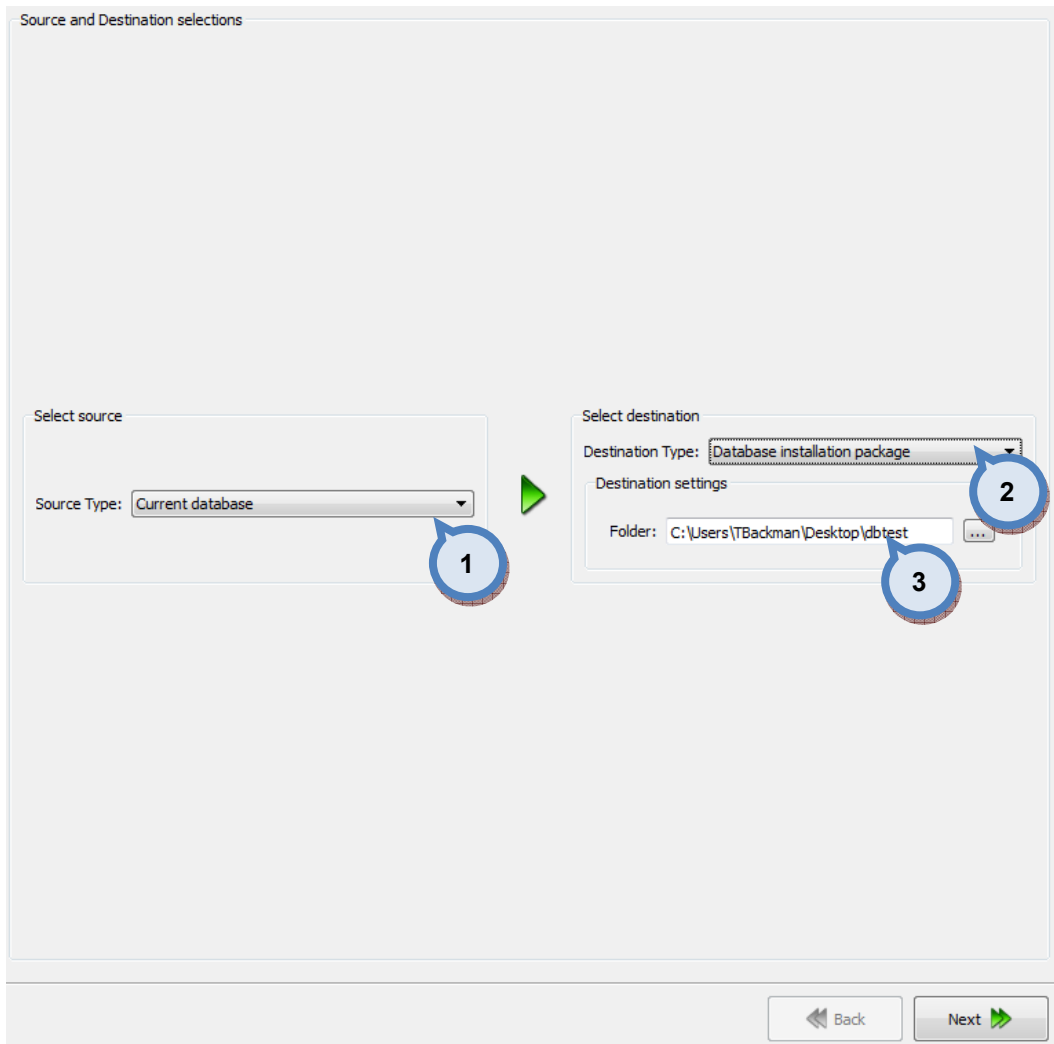 Source and Destination selections
Select source
Source Type: Current database
1
Select destination
Destination Type: Database installation package
2
Destination settings
Folder: C:\Users\TBackman\Desktop\dbtest ...
3
Back Next